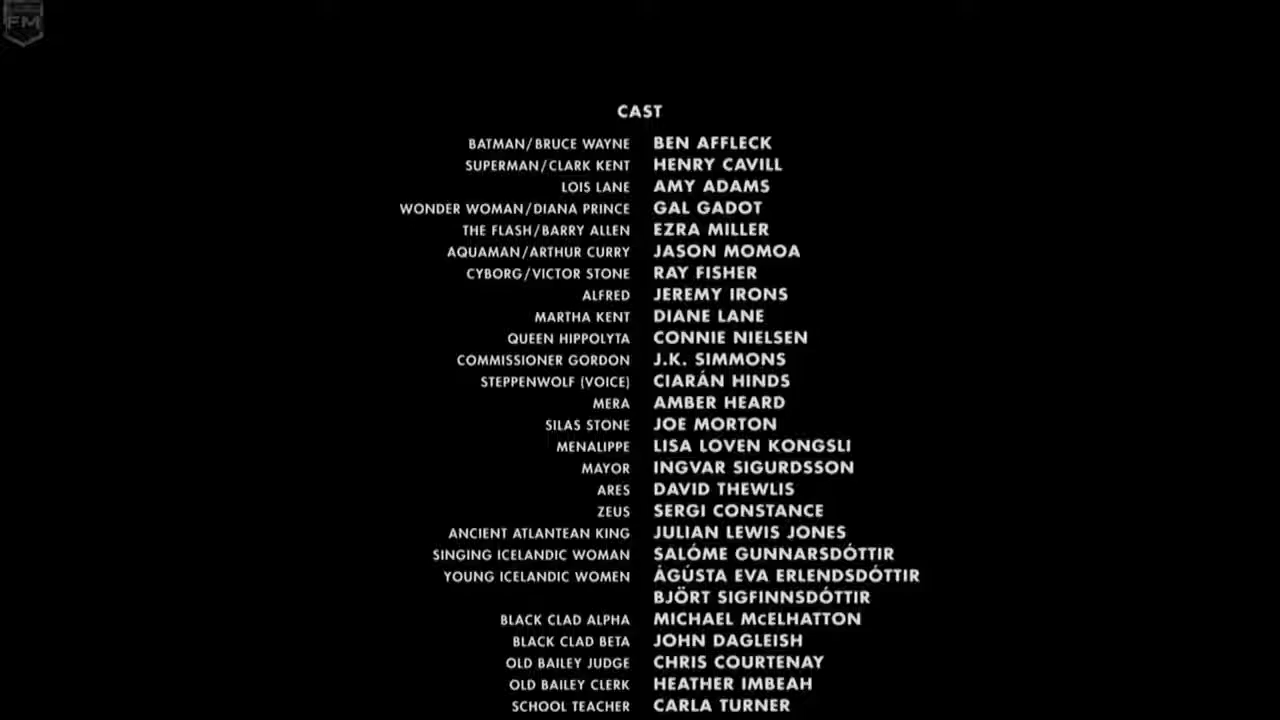 FM
CAST
BATMAN/BRUCE WAYNE BEN AFFLECK
SUPERMAN/CLARK KENT HENRY CAVILL
LOIS LANE AMY ADAMS
WONDER WOMAN/DIANA PRINCE GAL GADOT
THE FLASH/BARRY ALLEN EZRA MILLER
AQUAMAN/ARTHUR CURRY JASON MOMOA
CYBORG/VICTOR STONE RAY FISHER
ALFRED JEREMY IRONS
MARTHA KENT DIANE LANE
QUEEN HIPPOLYTA CONNIE NIELSEN
COMMISSIONER GORDON J.K. SIMMONS
STEPPENWOLF (VOICE) CIARÁN HINDS
MERA AMBER HEARD
SILAS STONE JOE MORTON
MENALIPPE LISA LOVEN KONGSLI
MAYOR INGVAR SIGURDSSON
ARES DAVID THEWLIS
ZEUS SERGI CONSTANCE
ANCIENT ATLANTEAN KING JULIAN LEWIS JONES
SINGING ICELANDIC WOMAN SALÓME GUNNARSDÓTTIR
YOUNG ICELANDIC WOMEN ÁGÚSTA EVA ERLENDSDÓTTIR
BJÖRT SIGFINNSDÓTTIR
BLACK CLAD ALPHA MICHAEL McELHATTON
BLACK CLAD BETA JOHN DAGLEISH
OLD BAILEY JUDGE CHRIS COURTENAY
OLD BAILEY CLERK HEATHER IMBEAH
SCHOOL TEACHER CARLA TURNER